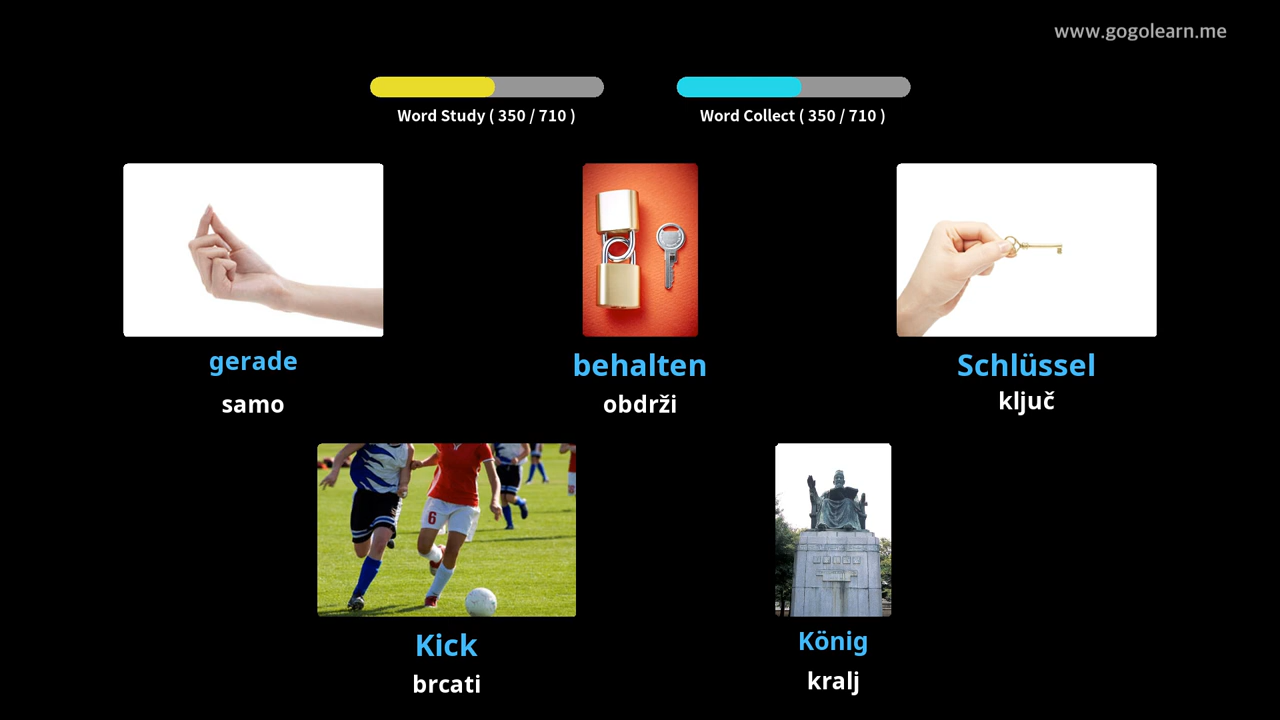 www.gogolearn.me
Word Study ( 350 / 710 )
Word Collect ( 350 / 710 )
gerade
samo
behalten
obdrži
Schlüssel
ključ
6
Kick
brcati
König
kralj